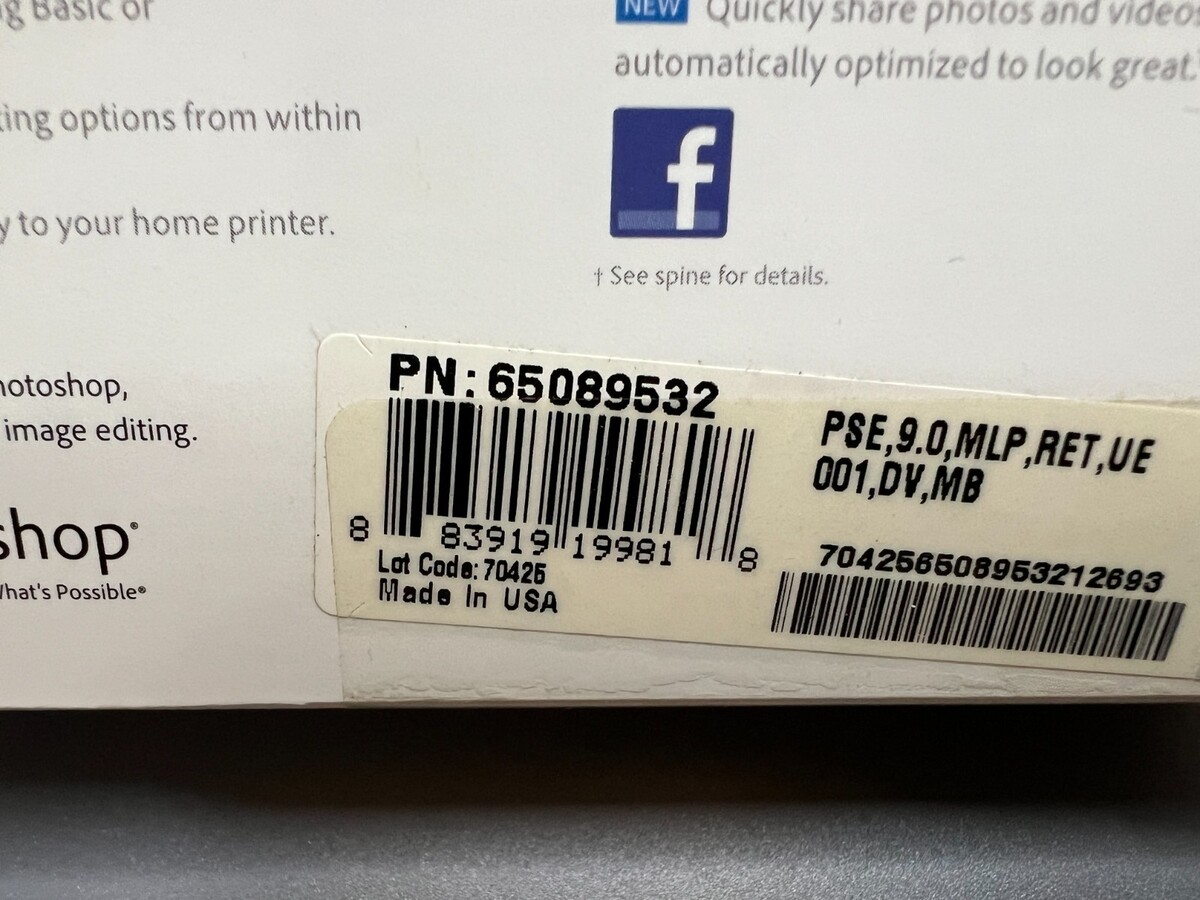 g Basic or
ting options from within
y to your home printer.
hotoshop,
image editing.
shop®
What's Possible®
NEW Quickly share photos and videos
automatically optimized to look great.
f
† See spine for details.
PN: 65089532
8 83919 19981 8
Lot Code: 70425
Made In USA
PSE,9.0,MLP,RET,UE
001,DV,MB
704256508953212693